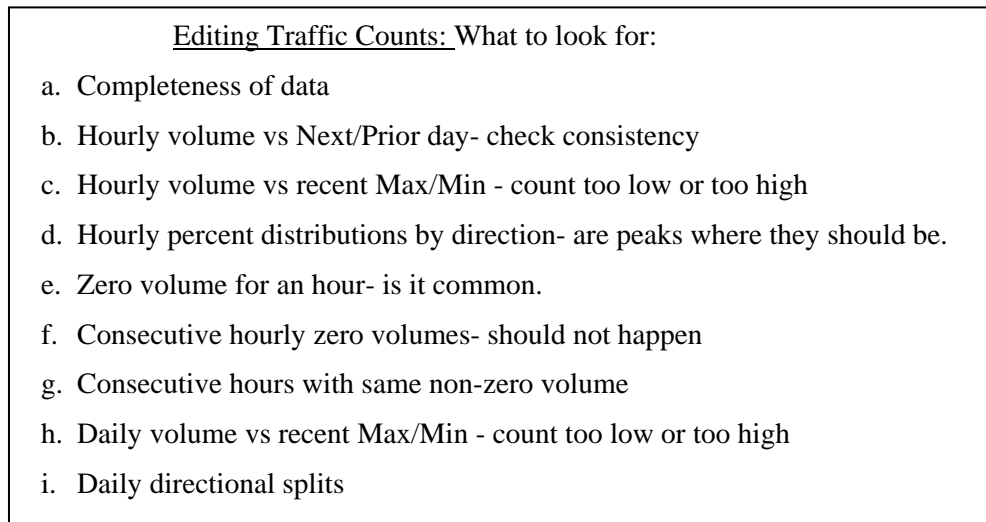 Editing Traffic Counts: What to look for:
a. Completeness of data
b. Hourly volume vs Next/Prior day- check consistency
c. Hourly volume vs recent Max/Min - count too low or too high
d. Hourly percent distributions by direction- are peaks where they should be.
e. Zero volume for an hour- is it common.
f. Consecutive hourly zero volumes- should not happen
g. Consecutive hours with same non-zero volume
h. Daily volume vs recent Max/Min - count too low or too high
i. Daily directional splits